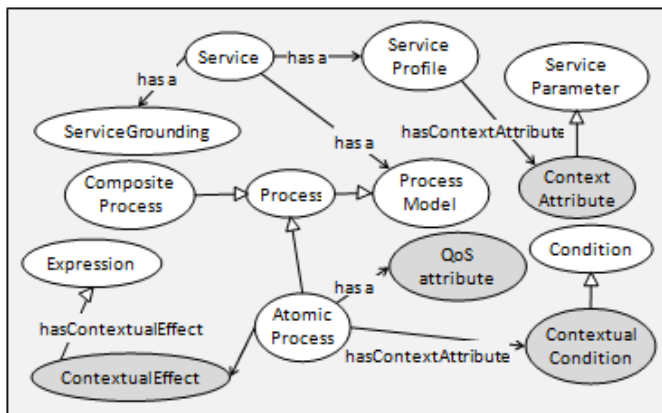 Service
has a
Service
Profile
Service
Parameter
has a
ServiceGrounding
has a
hasContextAttribute
Composite
Process
Process
Process
Model
Context
Attribute
Expression
QoS
attribute
Condition
has a
hasContextualEffect
Atomic
Process
hasContextAttribute
Contextual
Condition
ContextualEffect